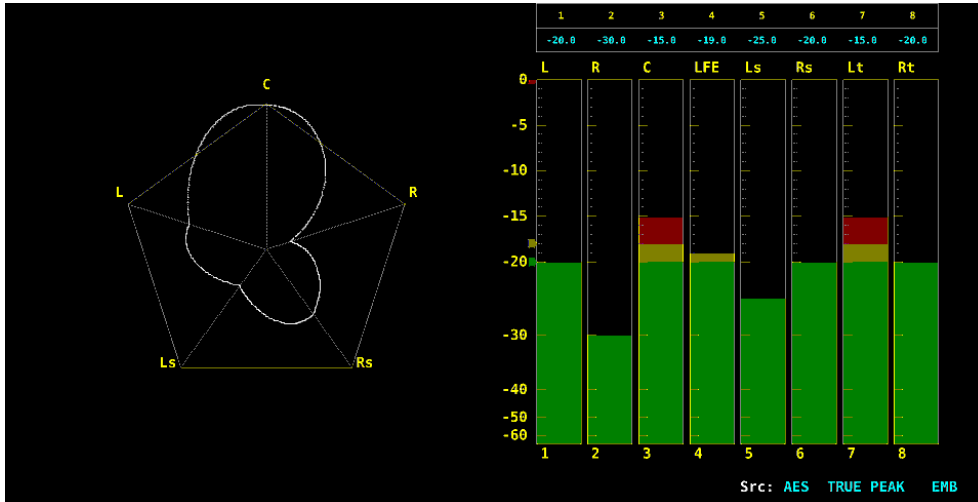 1 2 3 4 5 6 7 8
-20.0 -30.0 -15.0 -19.0 -25.0 -20.0 -15.0 -20.0
L R C LFE Ls Rs Lt Rt
0
-5
-10
-15
-20
-30
-40
-50
-60
1 2 3 4 5 6 7 8
C
L R
Ls Rs
Src: AES TRUE PEAK EMB